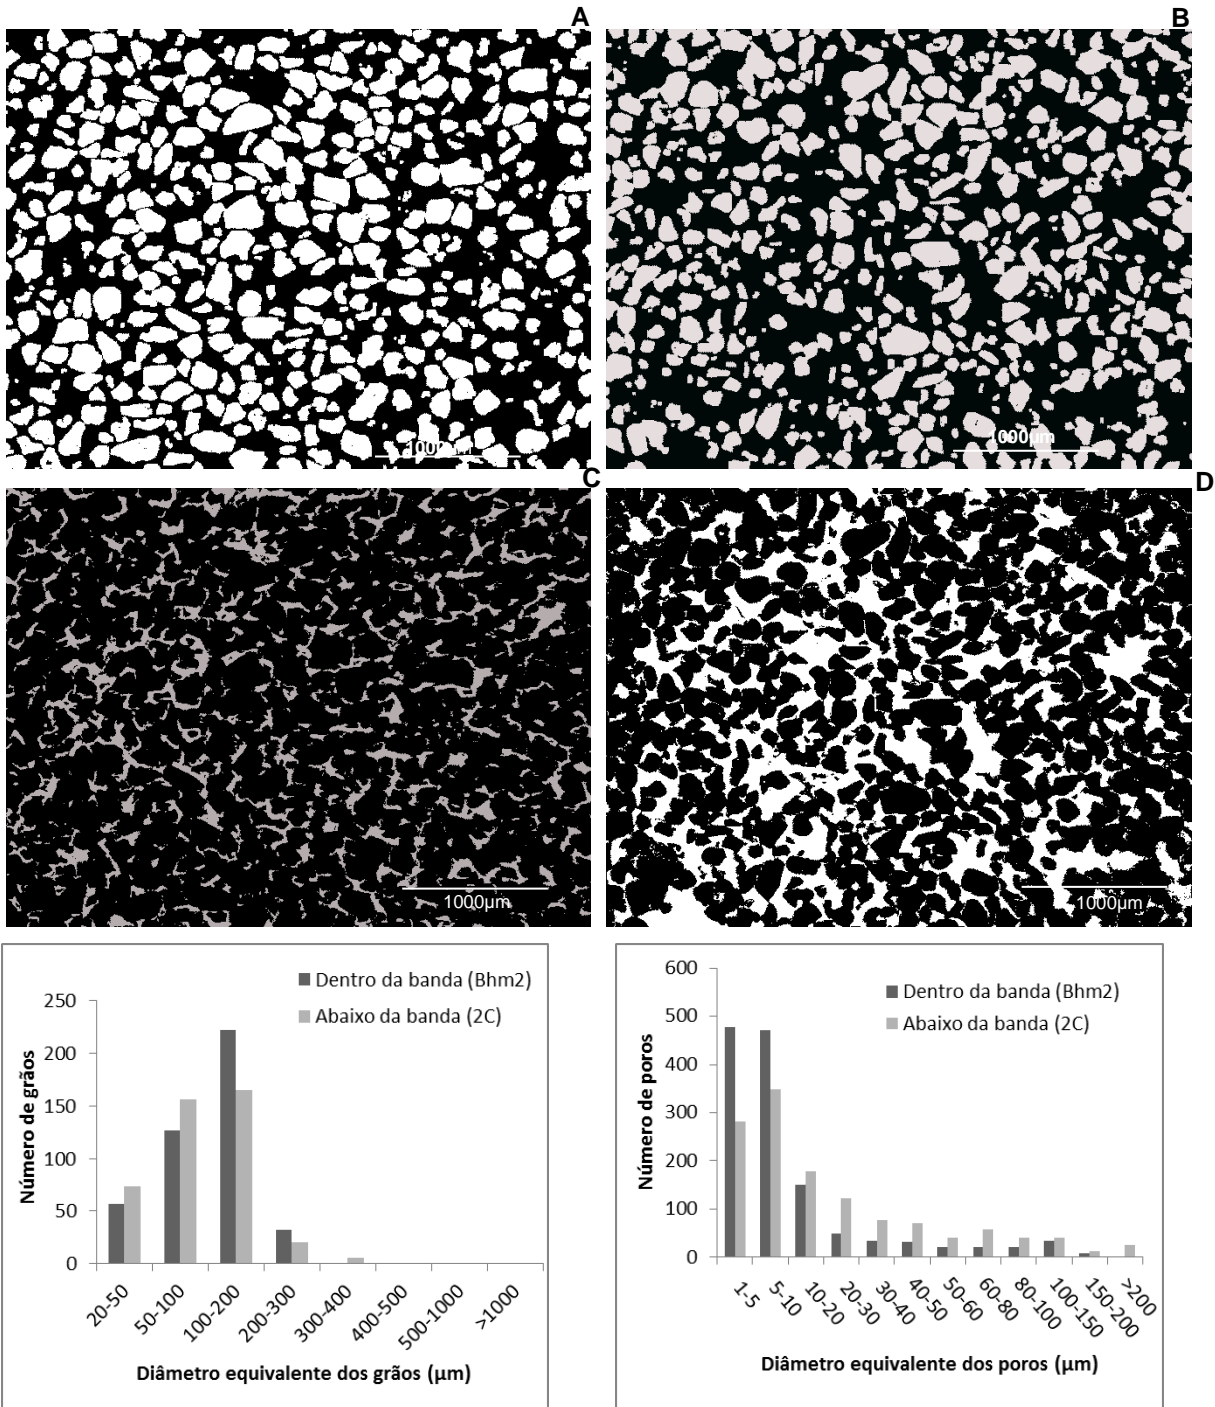 A
B
1000µm
1000µm
C
D
1000µm
1000µm
Dentro da banda (Bhm2)
Abaixo da banda (2C)
250
200
150
100
50
0
Número de grãos
20-50
50-100
100-200
200-300
300-400
400-500
500-1000
>1000
Diâmetro equivalente dos grãos (µm)
Dentro da banda (Bhm2)
Abaixo da banda (2C)
600
500
400
300
200
100
0
Número de poros
1-5
5-10
10-20
20-30
30-40
40-50
50-60
60-80
80-100
100-150
150-200
>200
Diâmetro equivalente dos poros (µm)